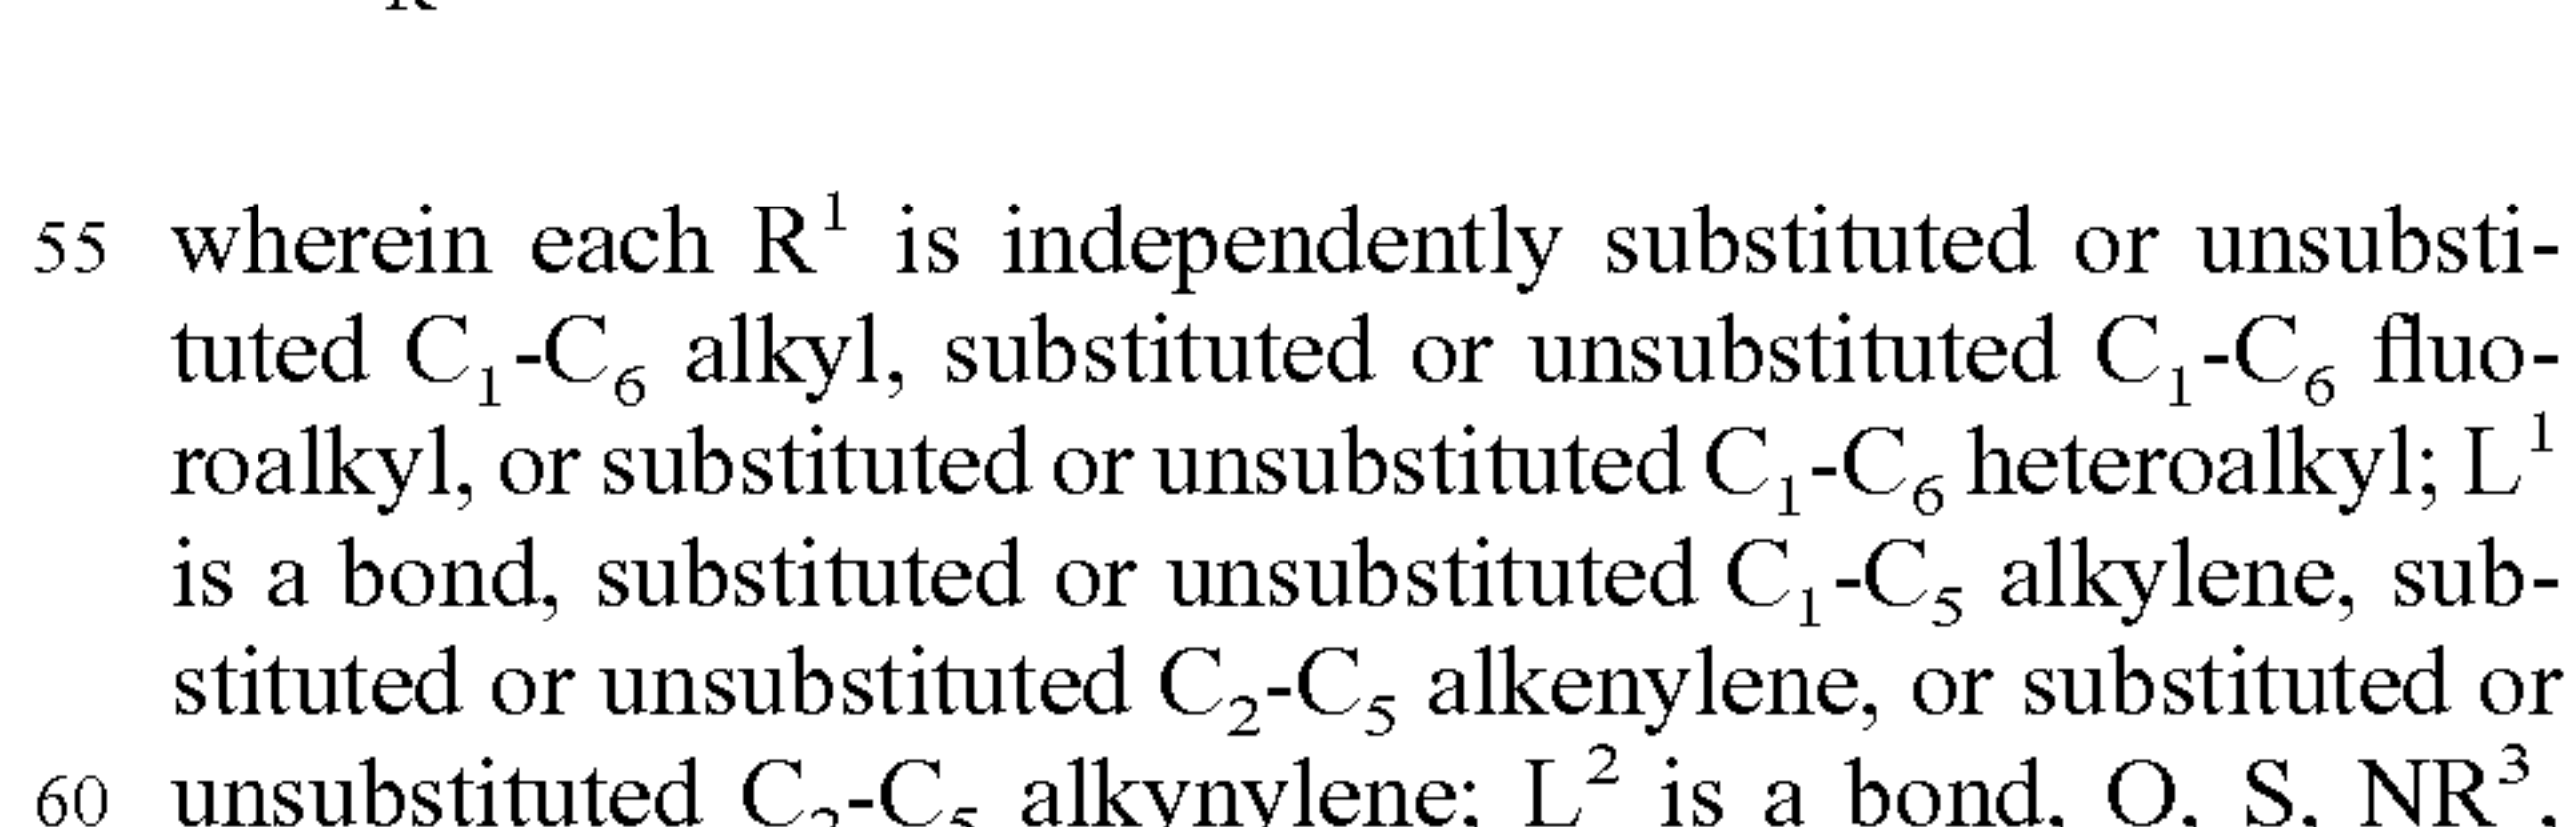 55 wherein each R¹ is independently substituted or unsubsti-
tuted C₁-C₆ alkyl, substituted or unsubstituted C₁-C₆ fluo-
roalkyl, or substituted or unsubstituted C₁-C₆ heteroalkyl; L¹
is a bond, substituted or unsubstituted C₁-C₅ alkylene, sub-
stituted or unsubstituted C₂-C₅ alkenylene, or substituted or
60 unsubstituted C₂-C₅ alkynylene; L² is a bond, O, S, NR³,